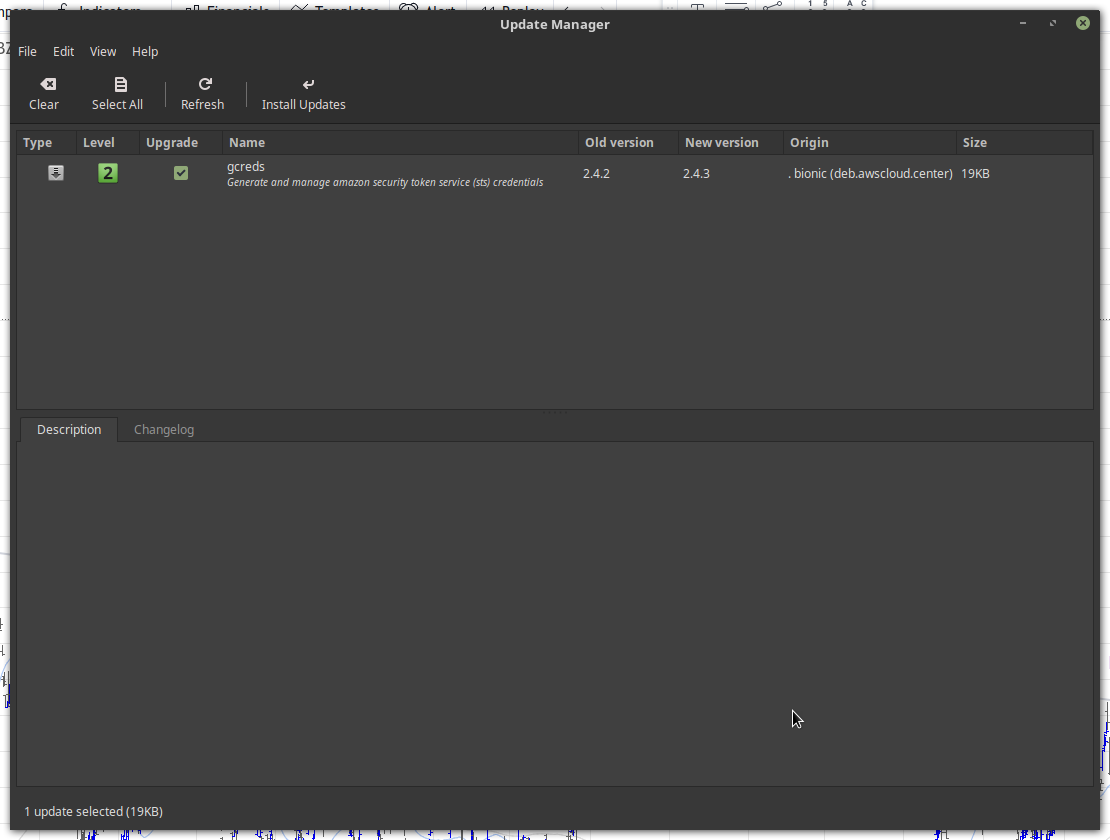 Update Manager
File Edit View Help
Clear Select All Refresh Install Updates
Type Level Upgrade Name Old version New version Origin Size
2 gcreds 2.4.2 2.4.3 . bionic (deb.awscloud.center) 19KB
Generate and manage amazon security token service (sts) credentials
Description Changelog
1 update selected (19KB)